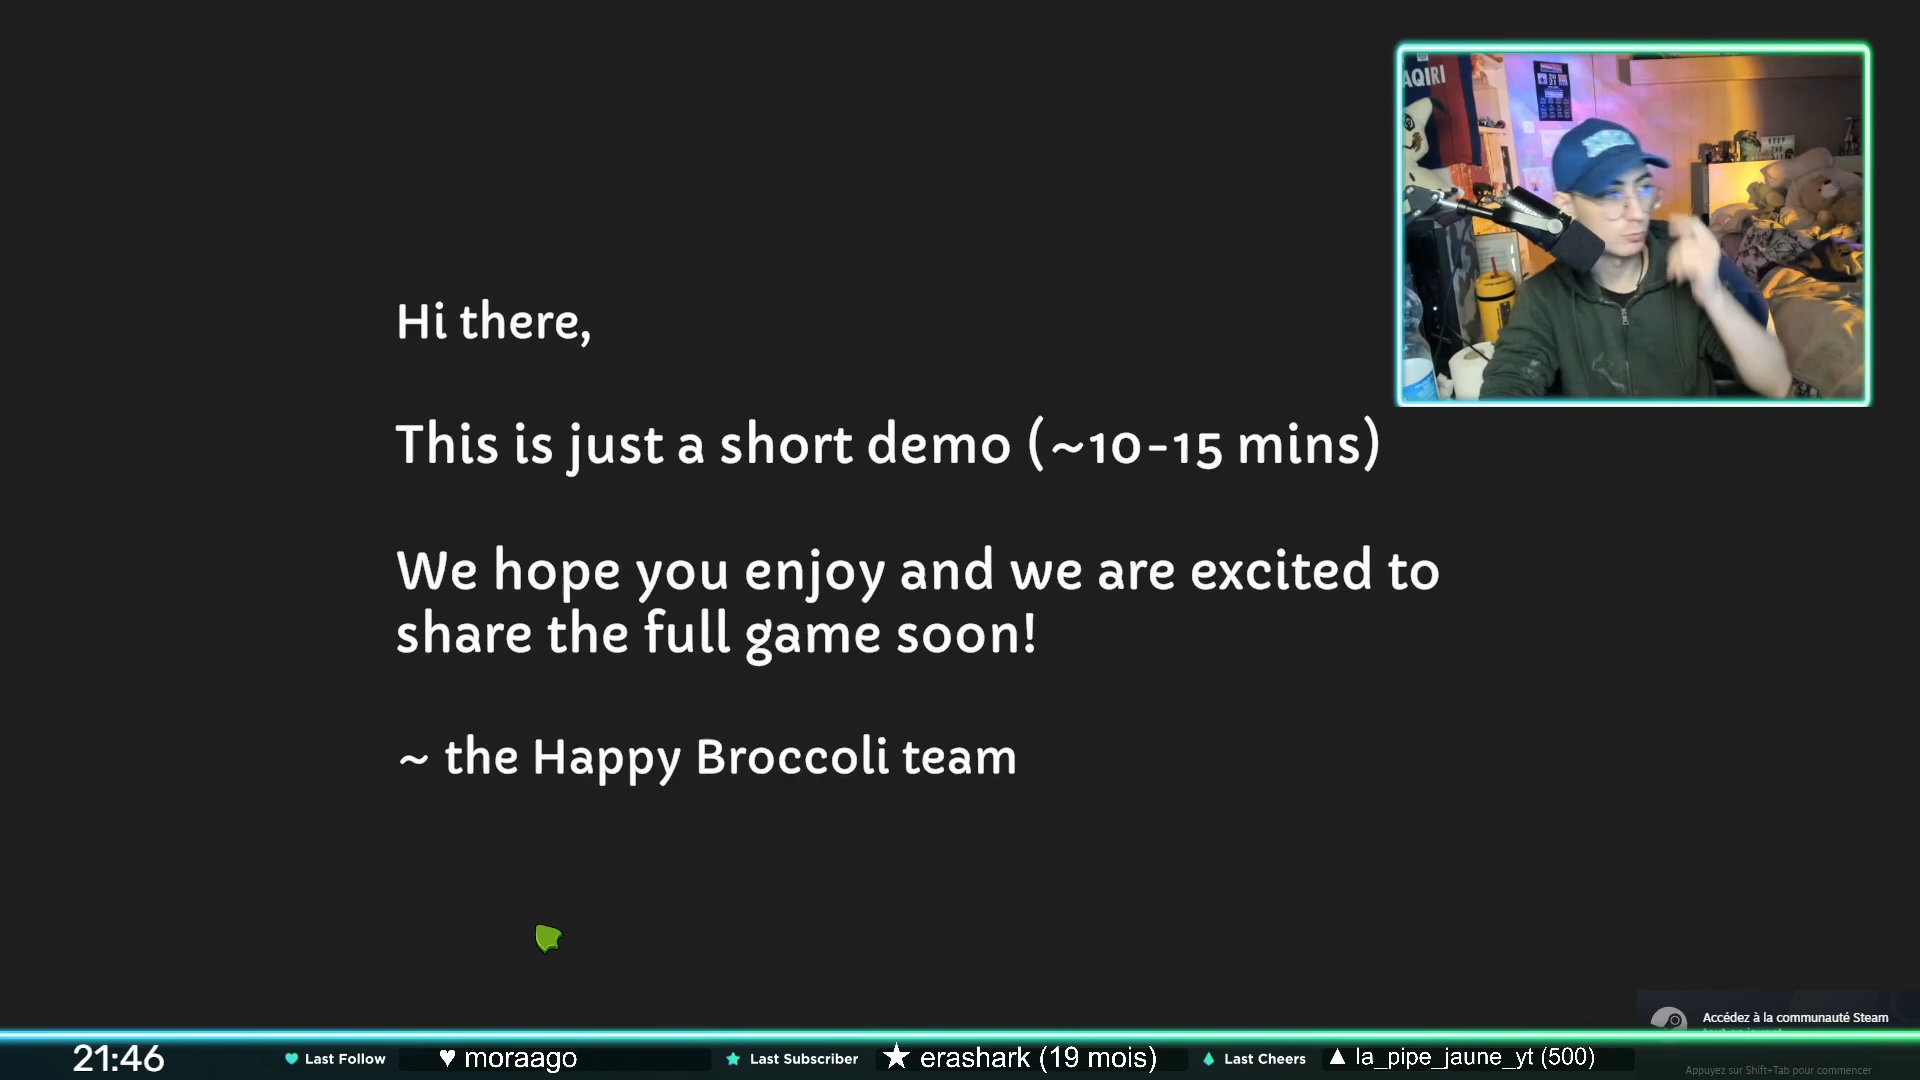 Hi there,
This is just a short demo (~10-15 mins)
We hope you enjoy and we are excited to
share the full game soon!
~ the Happy Broccoli team
AQIRI
KEEP
THE
Accédez à la communauté Steam
21:46
Last Follow
♥ moraago
Last Subscriber
★ erashark (19 mois)
Last Cheers
▲ la_pipe_jaune_yt (500)
Appuyez sur Shift+Tab pour commencer